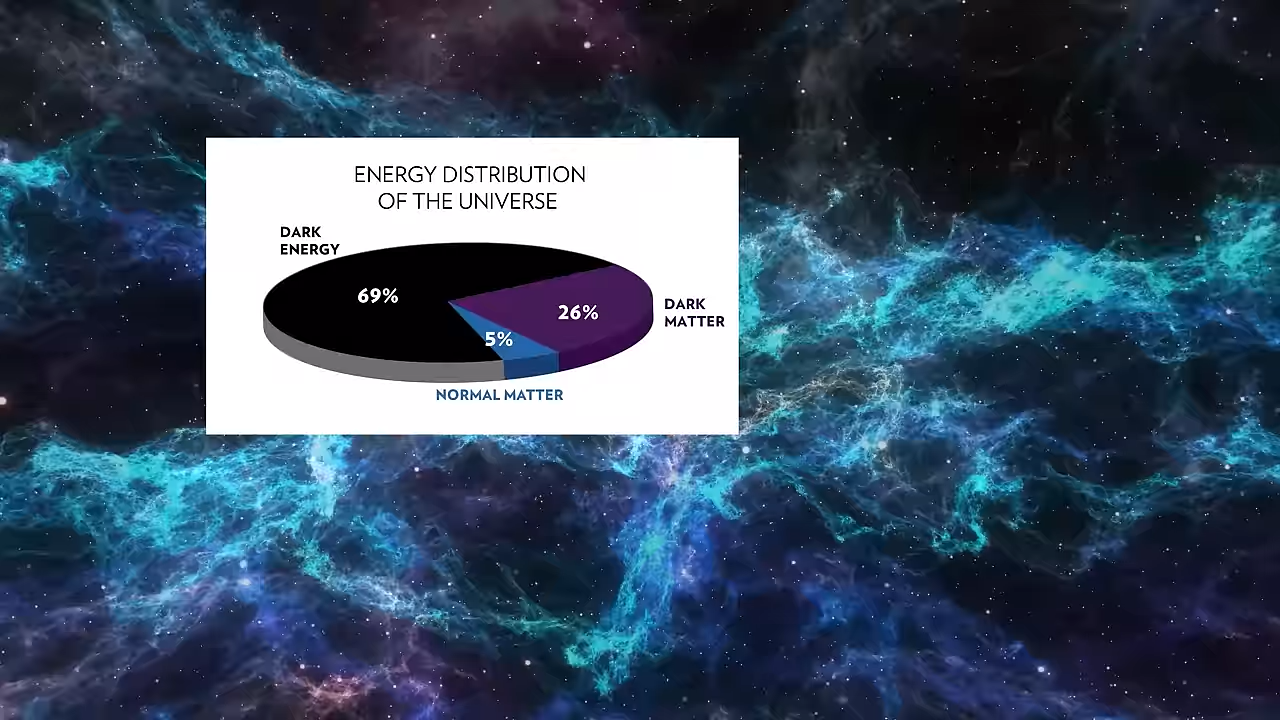 ENERGY DISTRIBUTION
OF THE UNIVERSE
DARK
ENERGY
69%
26%
DARK
MATTER
5%
NORMAL MATTER